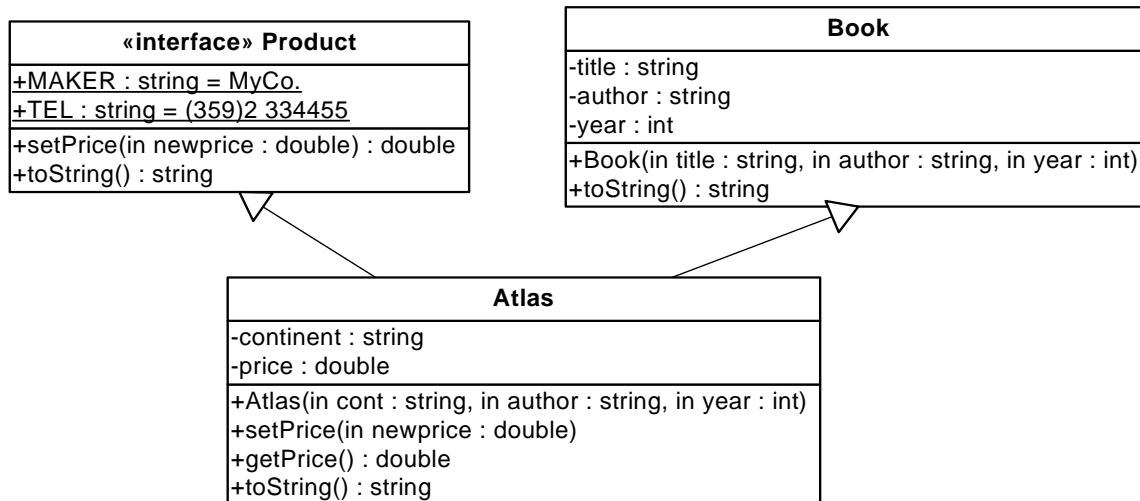 «interface» Product
+MAKER : string = MyCo.
+TEL : string = (359)2 334455
+setPrice(in newprice : double) : double
+toString() : string
Book
-title : string
-author : string
-year : int
+Book(in title : string, in author : string, in year : int)
+toString() : string
Atlas
-continent : string
-price : double
+Atlas(in cont : string, in author : string, in year : int)
+setPrice(in newprice : double)
+getPrice() : double
+toString() : string